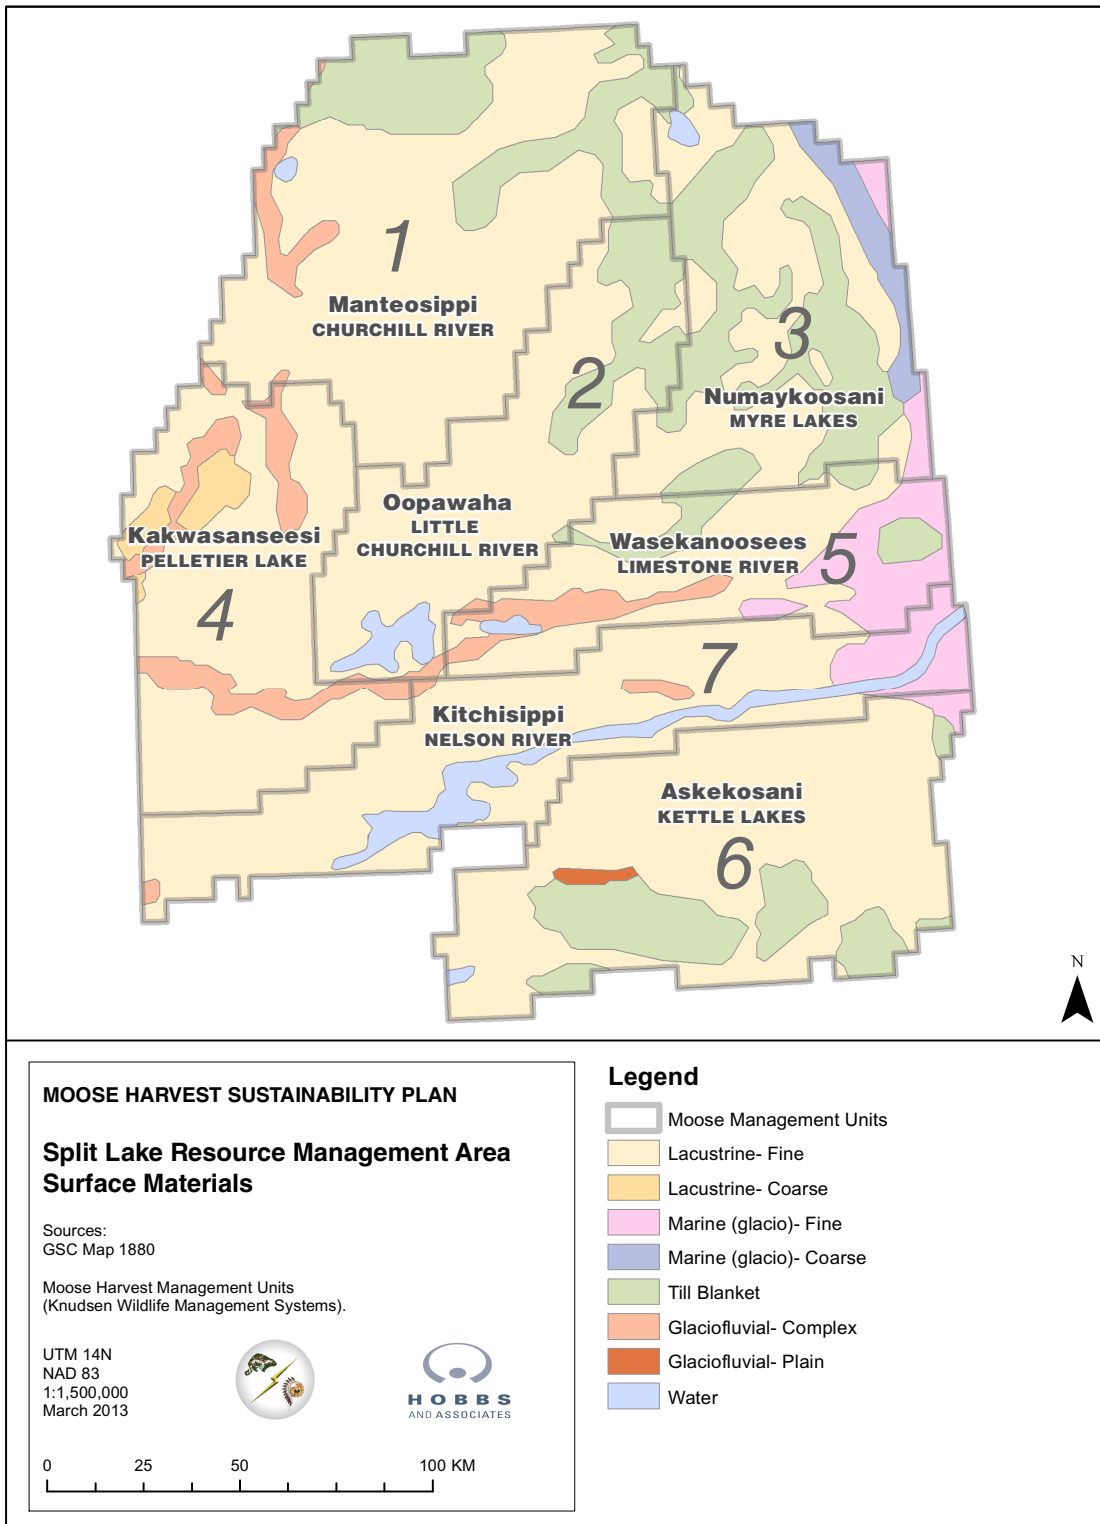 1
Manteosippi
CHURCHILL RIVER
2
3
Numaykoosani
MYRE LAKES
Oopawaha
LITTLE
CHURCHILL RIVER
Kakwasanseesi
PELLETIER LAKE
4
Wasekanoosees
LIMESTONE RIVER
5
7
Kitchisippi
NELSON RIVER
Askekosani
KETTLE LAKES
6
N
MOOSE HARVEST SUSTAINABILITY PLAN
Split Lake Resource Management Area
Surface Materials
Sources:
GSC Map 1880
Moose Harvest Management Units
(Knudsen Wildlife Management Systems).
UTM 14N
NAD 83
1:1,500,000
March 2013
HOBBS
AND ASSOCIATES
0 25 50 100 KM
Legend
Moose Management Units
Lacustrine- Fine
Lacustrine- Coarse
Marine (glacio)- Fine
Marine (glacio)- Coarse
Till Blanket
Glaciofluvial- Complex
Glaciofluvial- Plain
Water